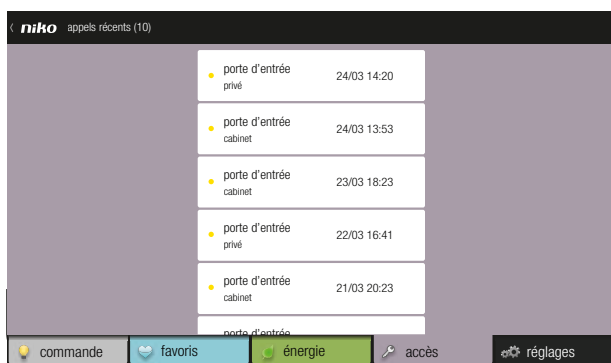 niko appels récents (10)
porte d'entrée 24/03 14:20
privé
porte d'entrée 24/03 13:53
cabinet
porte d'entrée 23/03 18:23
cabinet
porte d'entrée 22/03 16:41
privé
porte d'entrée 21/03 20:23
cabinet
porte d'entrée
commande favoris énergie accès réglages